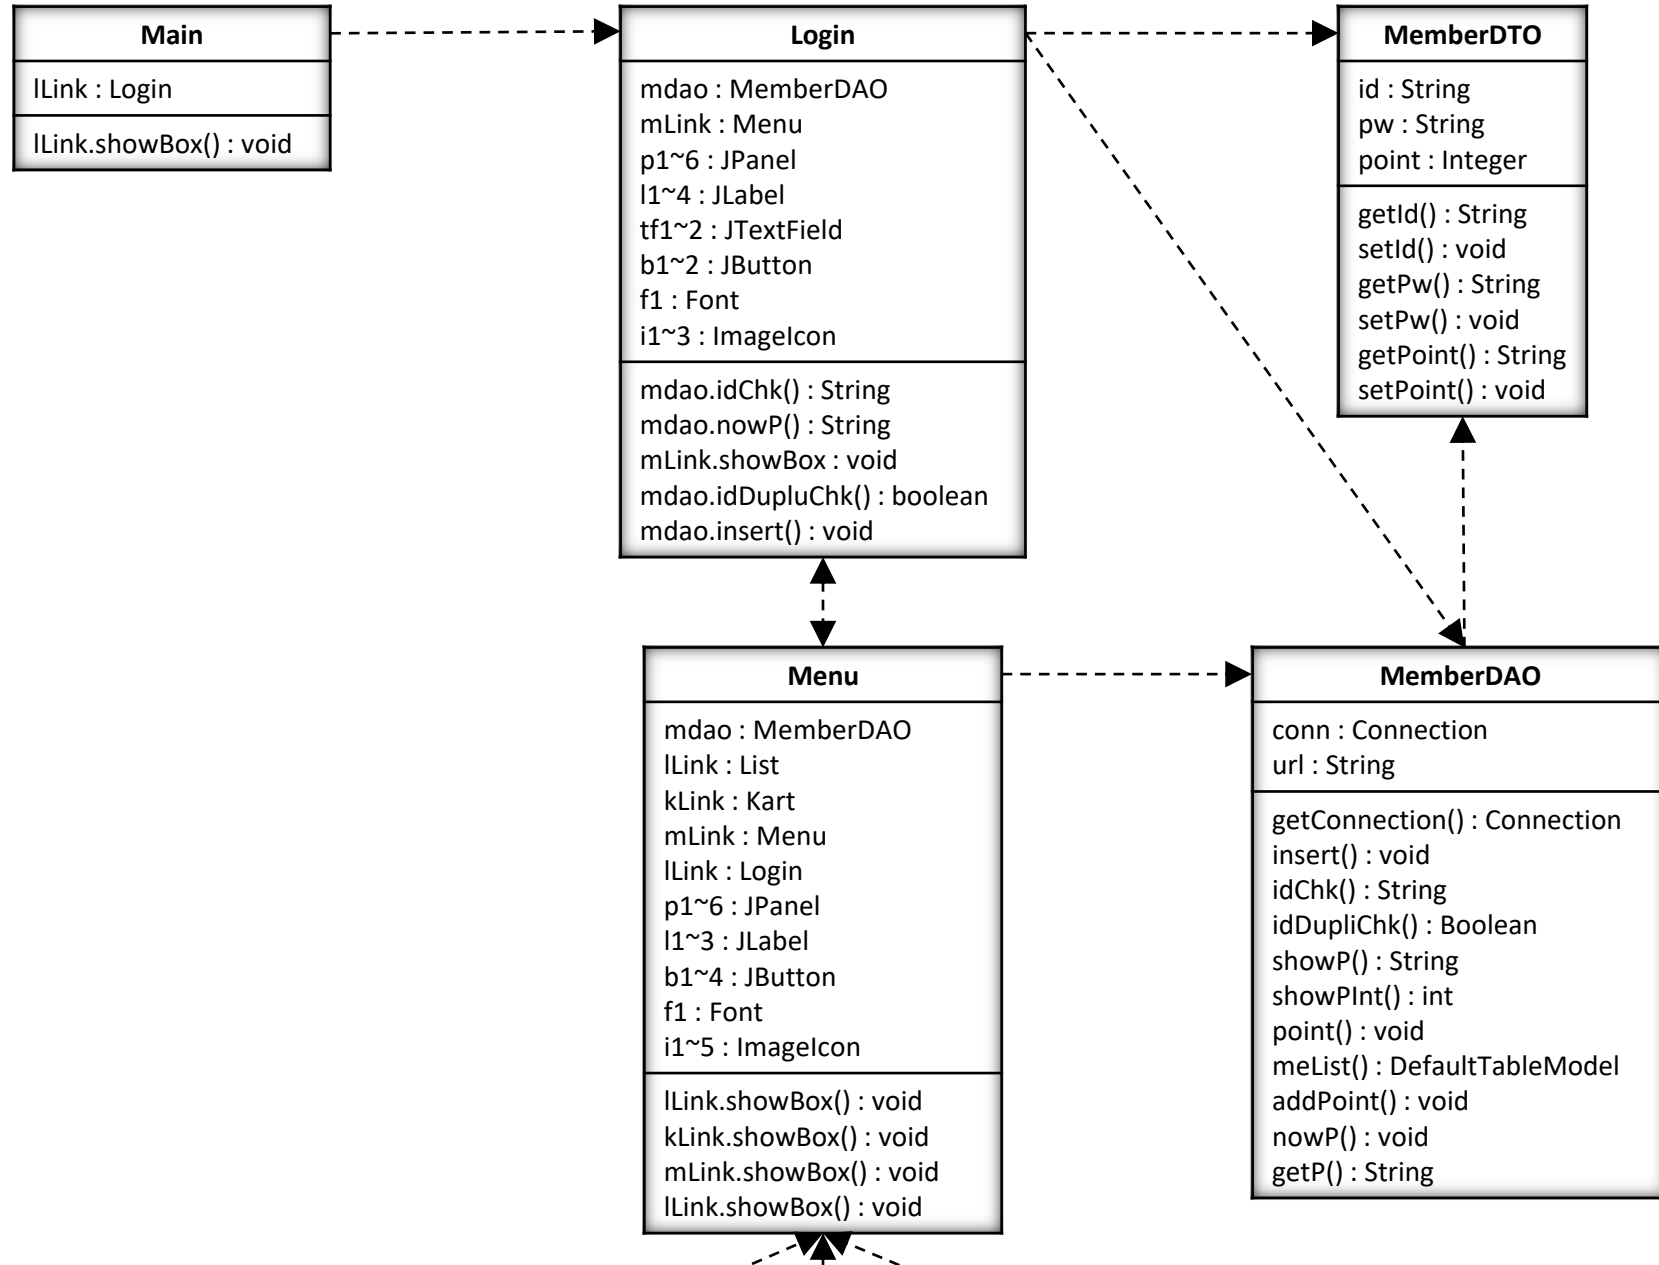 Main
lLink : Login
lLink.showBox() : void
Login
mdao : MemberDAO
mLink : Menu
p1~6 : JPanel
l1~4 : JLabel
tf1~2 : JTextField
b1~2 : JButton
f1 : Font
i1~3 : ImageIcon
mdao.idChk() : String
mdao.nowP() : String
mLink.showBox : void
mdao.idDupluChk() : boolean
mdao.insert() : void
MemberDTO
id : String
pw : String
point : Integer
getId() : String
setId() : void
getPw() : String
setPw() : void
getPoint() : String
setPoint() : void
Menu
mdao : MemberDAO
lLink : List
kLink : Kart
mLink : Menu
lLink : Login
p1~6 : JPanel
l1~3 : JLabel
b1~4 : JButton
f1 : Font
i1~5 : ImageIcon
lLink.showBox() : void
kLink.showBox() : void
mLink.showBox() : void
lLink.showBox() : void
MemberDAO
conn : Connection
url : String
getConnection() : Connection
insert() : void
idChk() : String
idDupliChk() : Boolean
showP() : String
showPInt() : int
point() : void
meList() : DefaultTableModel
addPoint() : void
nowP() : void
getP() : String